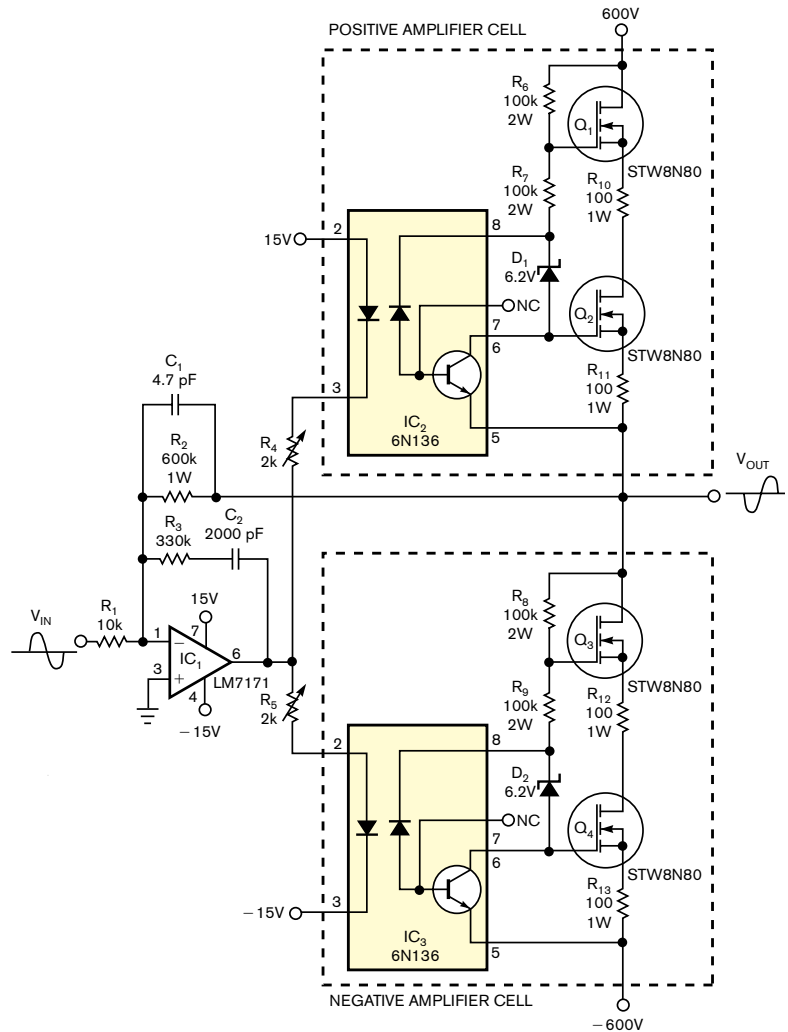 POSITIVE AMPLIFIER CELL
600V
R6
100k
2W
Q1
STW8N80
R7
100k
2W
R10
100
1W
15V
2
8
D1
6.2V
NC
Q2
STW8N80
7
6
R11
100
1W
3
5
IC2
6N136
C1
4.7 pF
R2
600k
1W
R4
2k
VOUT
R3
330k
C2
2000 pF
VIN
R1
10k
15V
1
7
−
IC1
6
3
+
LM7171
4
−15V
R5
2k
R8
100k
2W
Q3
STW8N80
R9
100k
2W
R12
100
1W
2
8
D2
6.2V
NC
Q4
STW8N80
7
6
R13
100
1W
−15V
3
5
IC3
6N136
NEGATIVE AMPLIFIER CELL
−600V